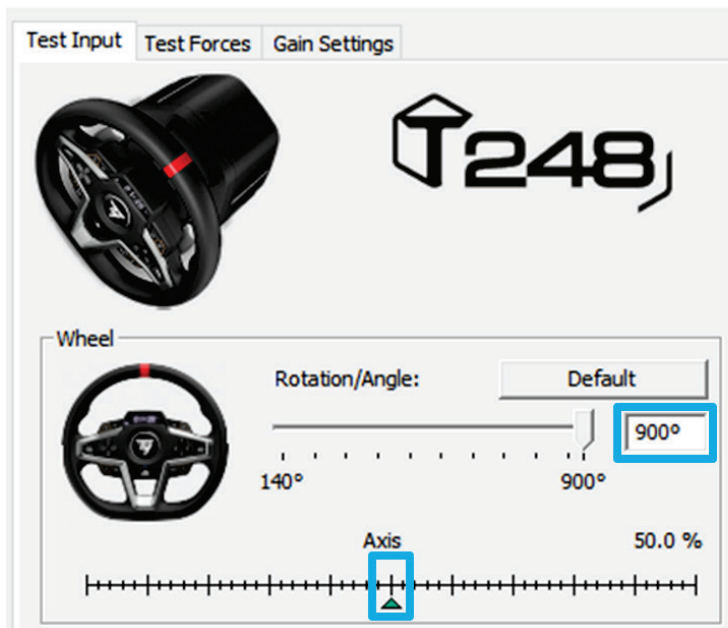 Test Input Test Forces Gain Settings
T248
Wheel
Rotation/Angle: Default
900°
140° 900°
Axis 50.0 %